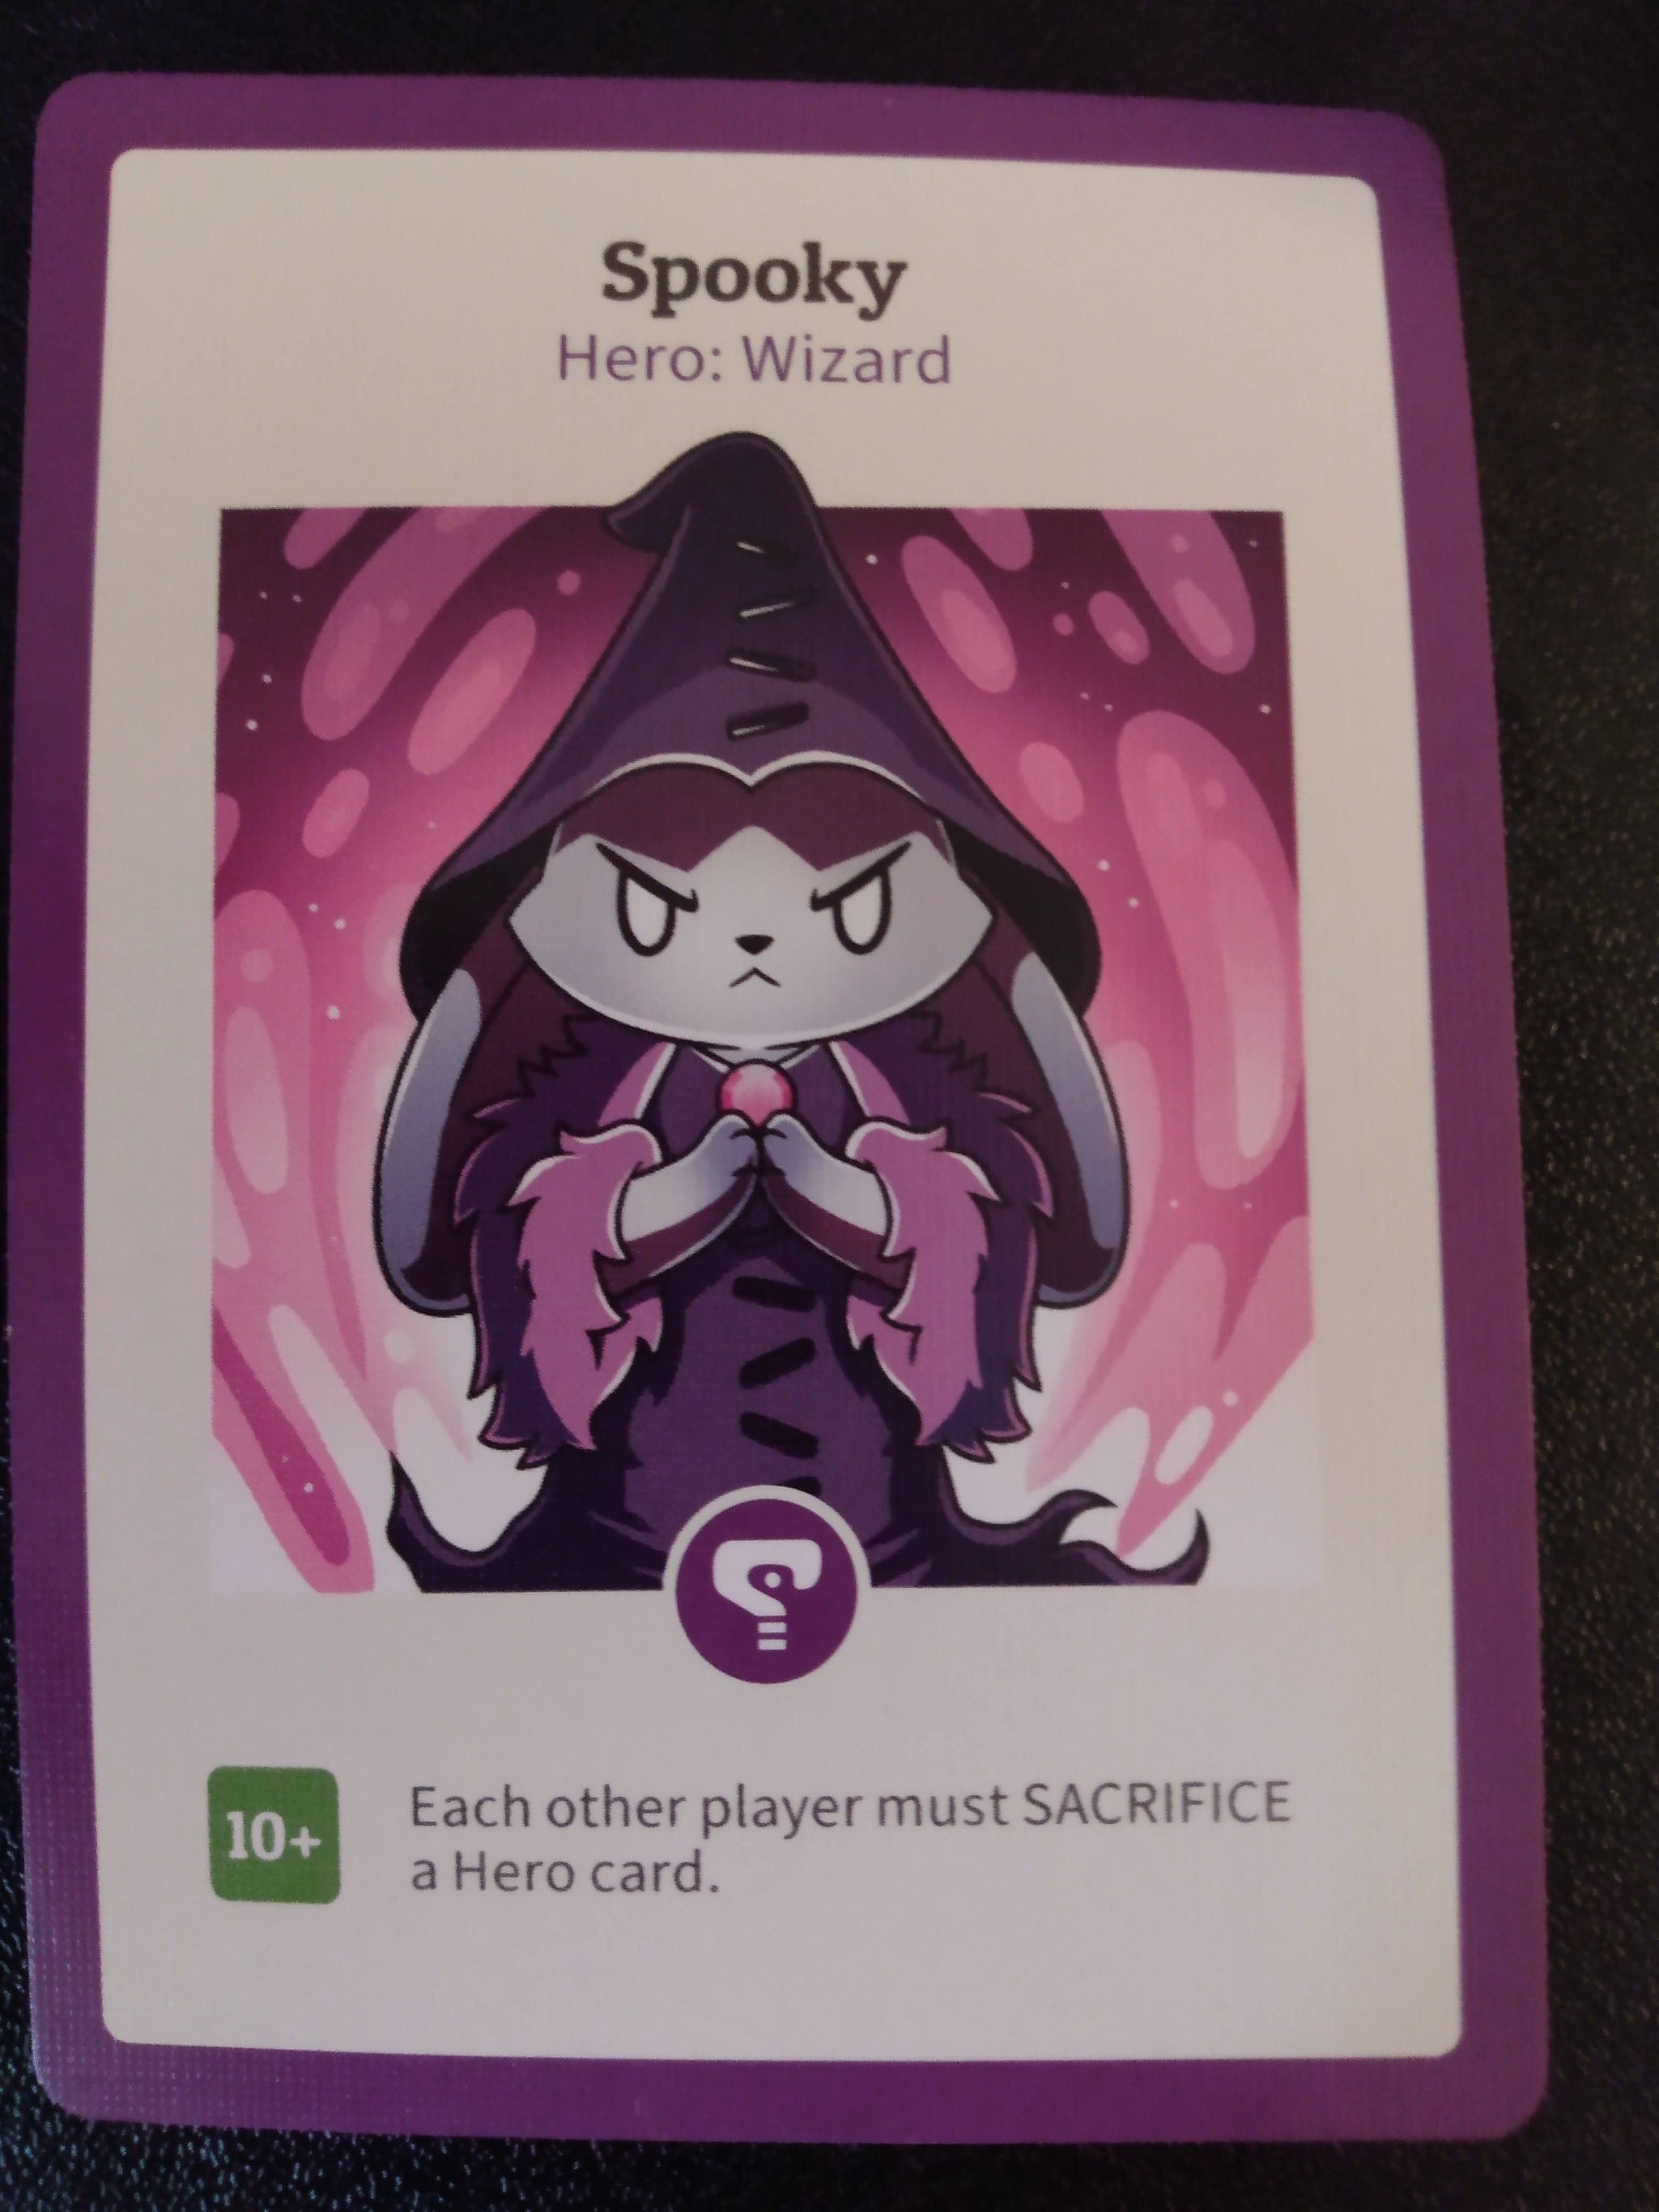 Spooky
Hero: Wizard
10+
Each other player must SACRIFICE
a Hero card.